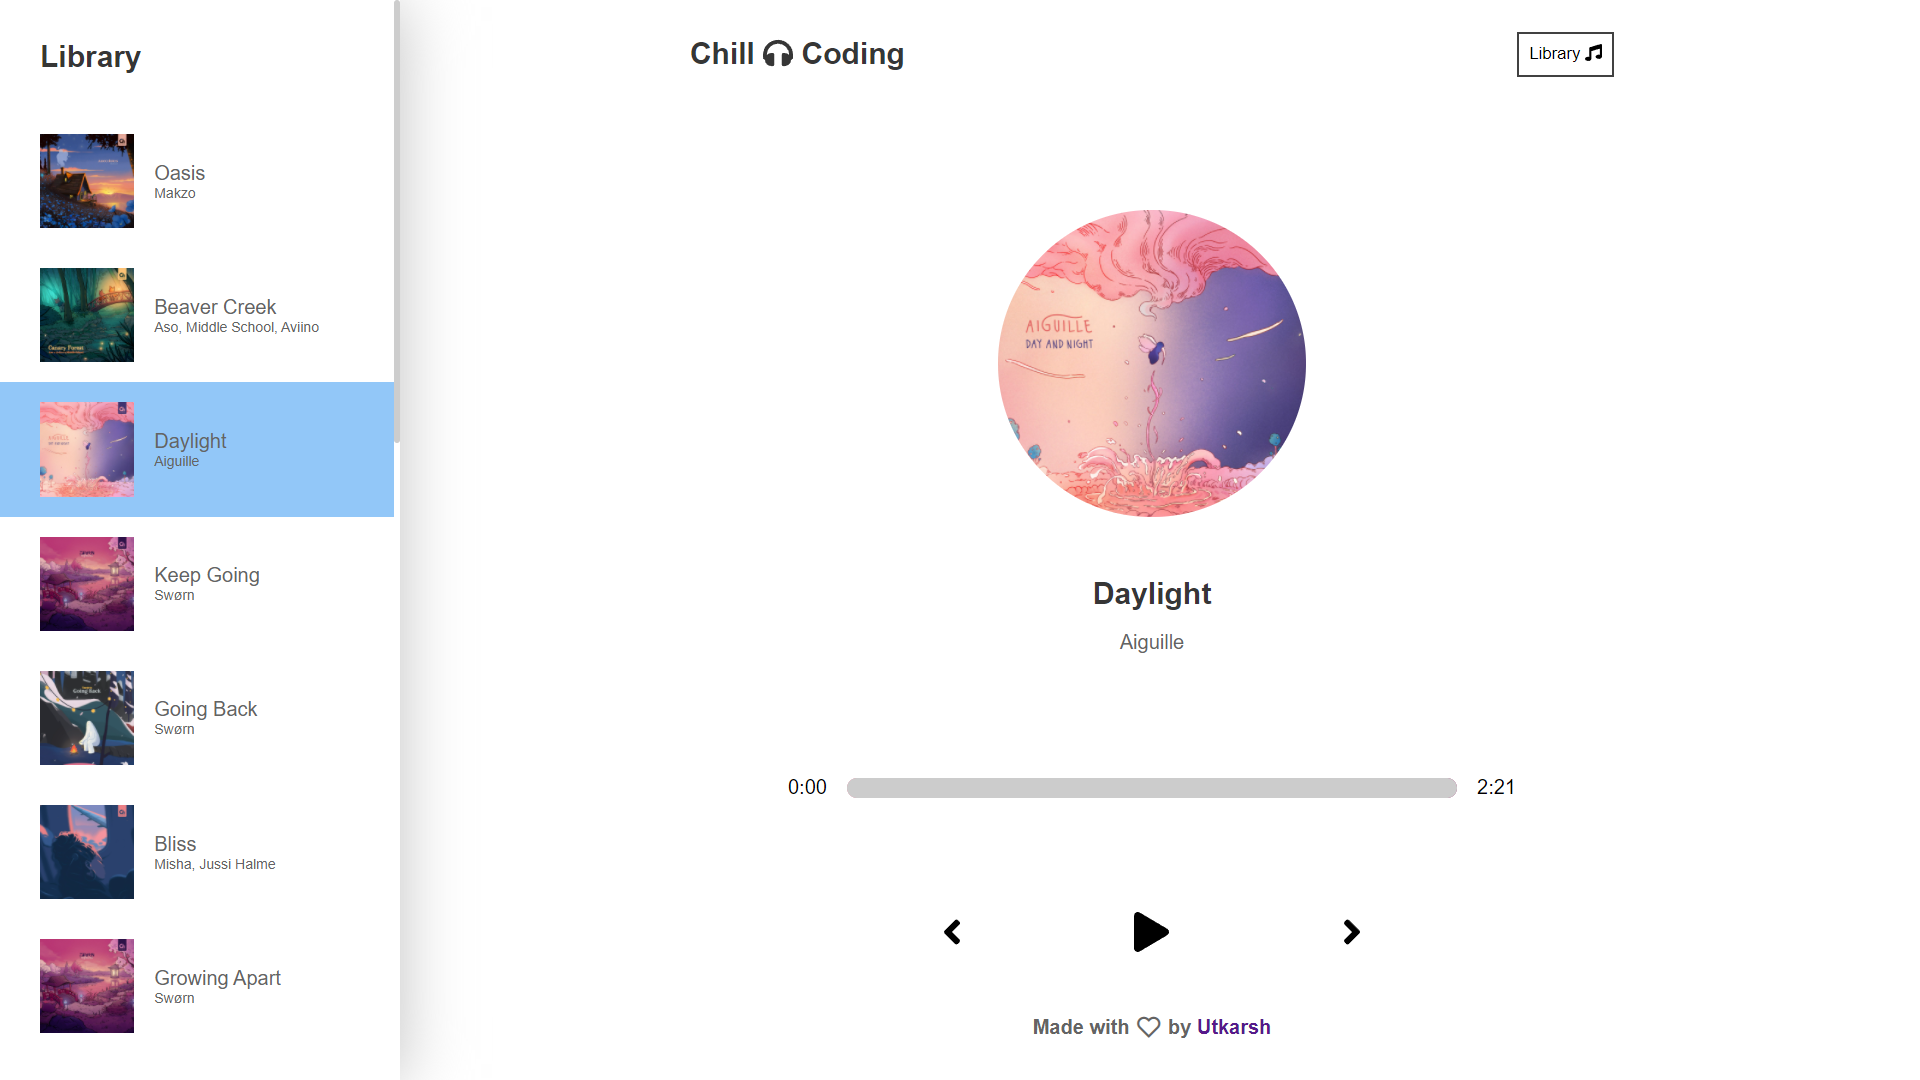 Library
Oasis
Makzo
Beaver Creek
Aso, Middle School, Aviino
Daylight
Aiguille
Keep Going
Swørn
Going Back
Going Back
Swørn
Bliss
Misha, Jussi Halme
Growing Apart
Swørn
Chill Coding
Library
AIGUILLE
DAY AND NIGHT
Daylight
Aiguille
0:00
2:21
Made with by Utkarsh